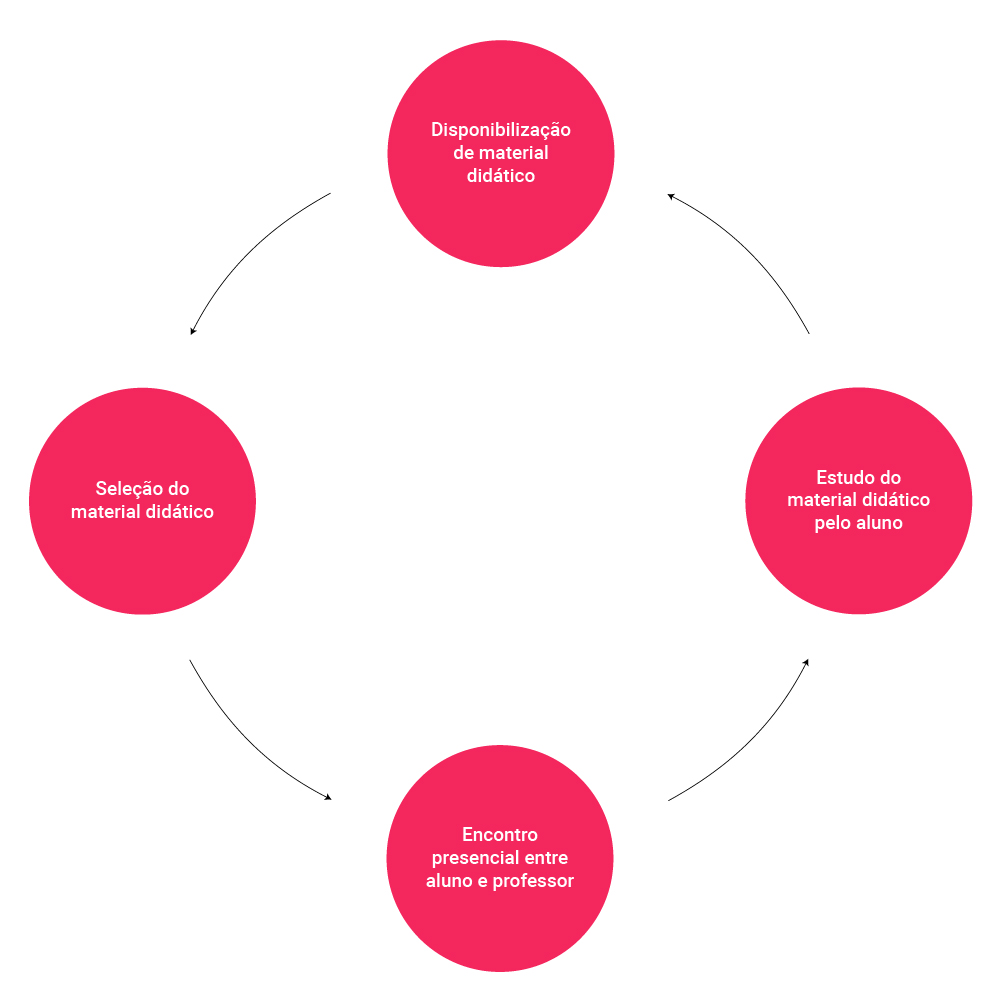 Disponibilização
de material
didático
Seleção do
material didático
Estudo do
material didático
pelo aluno
Encontro
presencial entre
aluno e professor